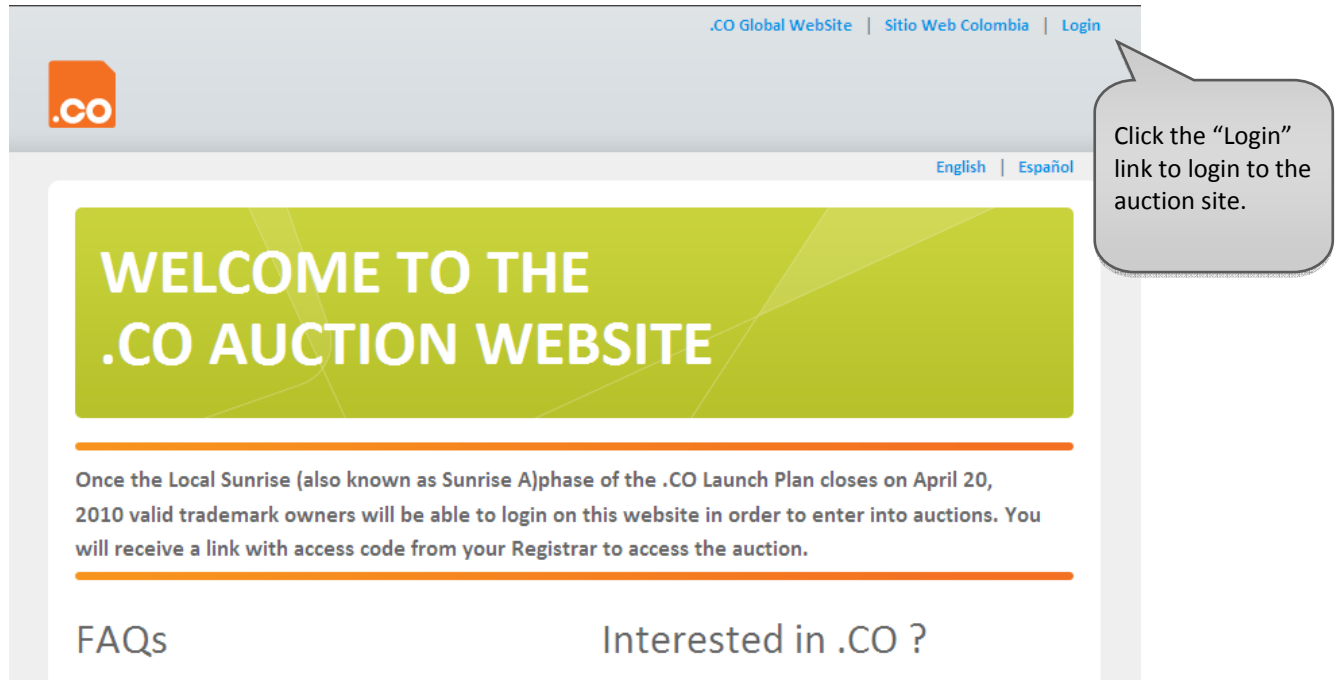 .CO Global WebSite | Sitio Web Colombia | Login
.co
Click the “Login”
link to login to the
auction site.
English | Español
WELCOME TO THE
.CO AUCTION WEBSITE
Once the Local Sunrise (also known as Sunrise A)phase of the .CO Launch Plan closes on April 20,
2010 valid trademark owners will be able to login on this website in order to enter into auctions. You
will receive a link with access code from your Registrar to access the auction.
FAQs
Interested in .CO ?